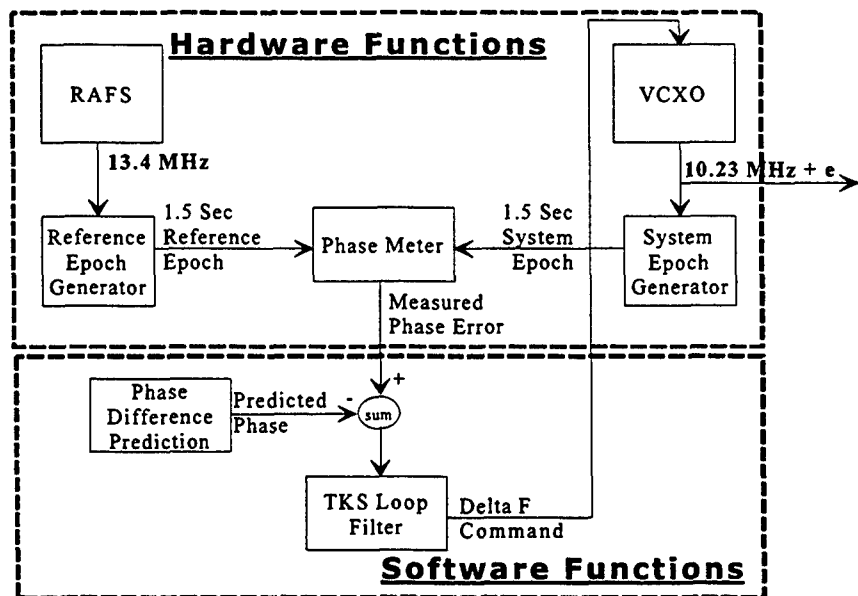 Hardware Functions
RAFS
VCXO
13.4 MHz
10.23 MHz + e
Reference
Epoch
Generator
1.5 Sec
Reference
Epoch
Phase Meter
1.5 Sec
System
Epoch
System
Epoch
Generator
Measured
Phase Error
+
-
sum
Phase
Difference
Prediction
Predicted
Phase
TKS Loop
Filter
Delta F
Command
Software Functions